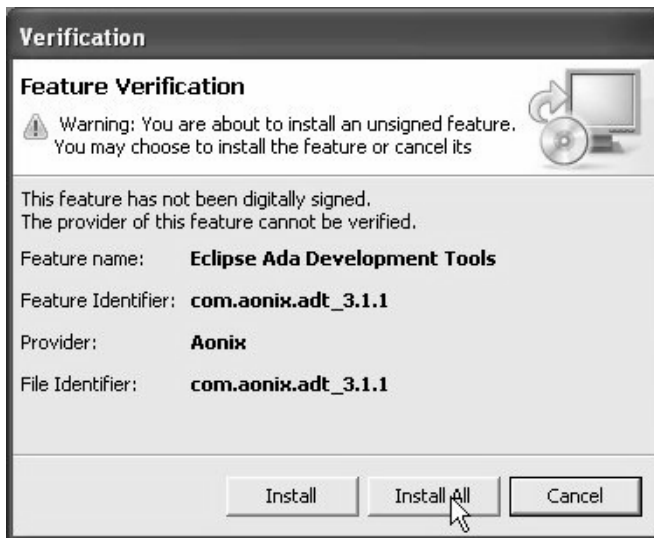 Verification
Feature Verification
Warning: You are about to install an unsigned feature.
You may choose to install the feature or cancel its
This feature has not been digitally signed.
The provider of this feature cannot be verified.
Feature name: Eclipse Ada Development Tools
Feature Identifier: com.aonix.adt_3.1.1
Provider: Aonix
File Identifier: com.aonix.adt_3.1.1
Install Install All Cancel